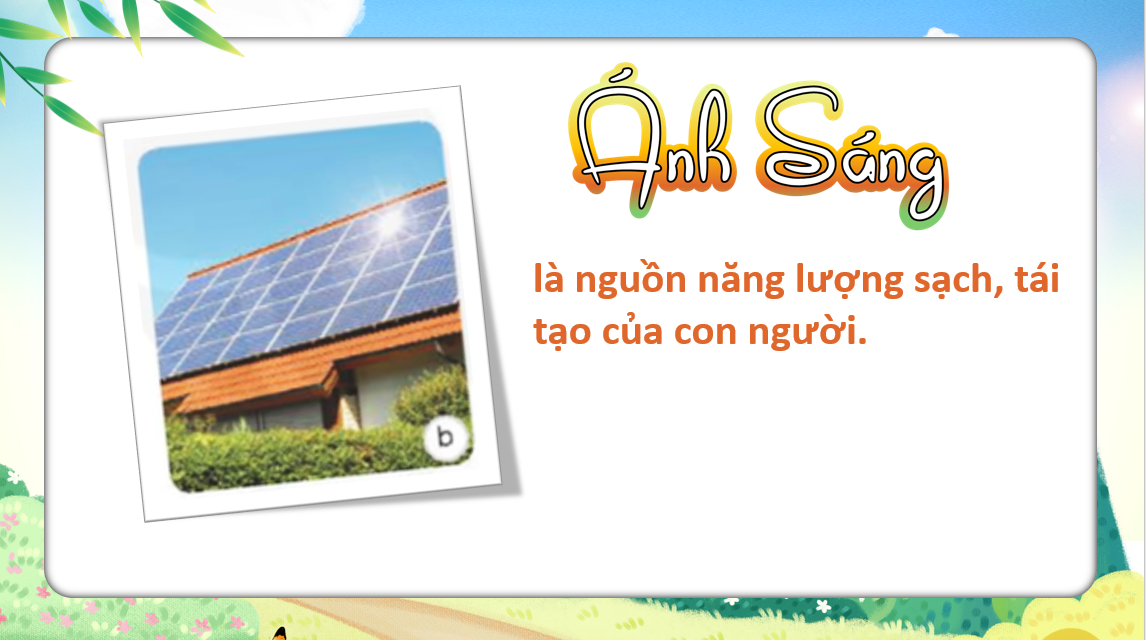 Ánh Sáng
là nguồn năng lượng sạch, tái
tạo của con người.
b